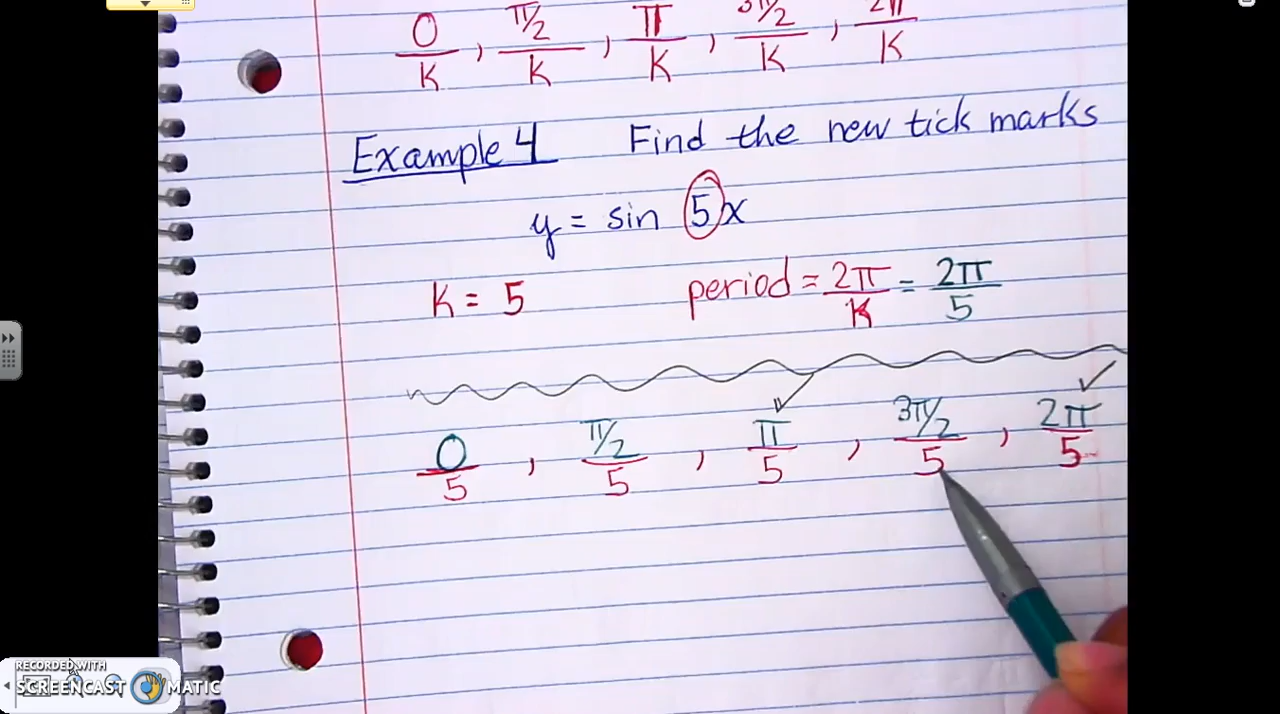 0/K , π/2/K , π/K , 3π/2/K , 2π/K
Example 4 Find the new tick marks
y = sin 5x
K = 5 period = 2π/K = 2π/5
0/5 , π/2/5 , π/5 , 3π/2/5 , 2π/5
RECORDED WITH
SCREENCAST MATIC